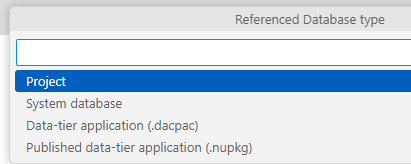 Referenced Database type
Project
System database
Data-tier application (.dacpac)
Published data-tier application (.nupkg)